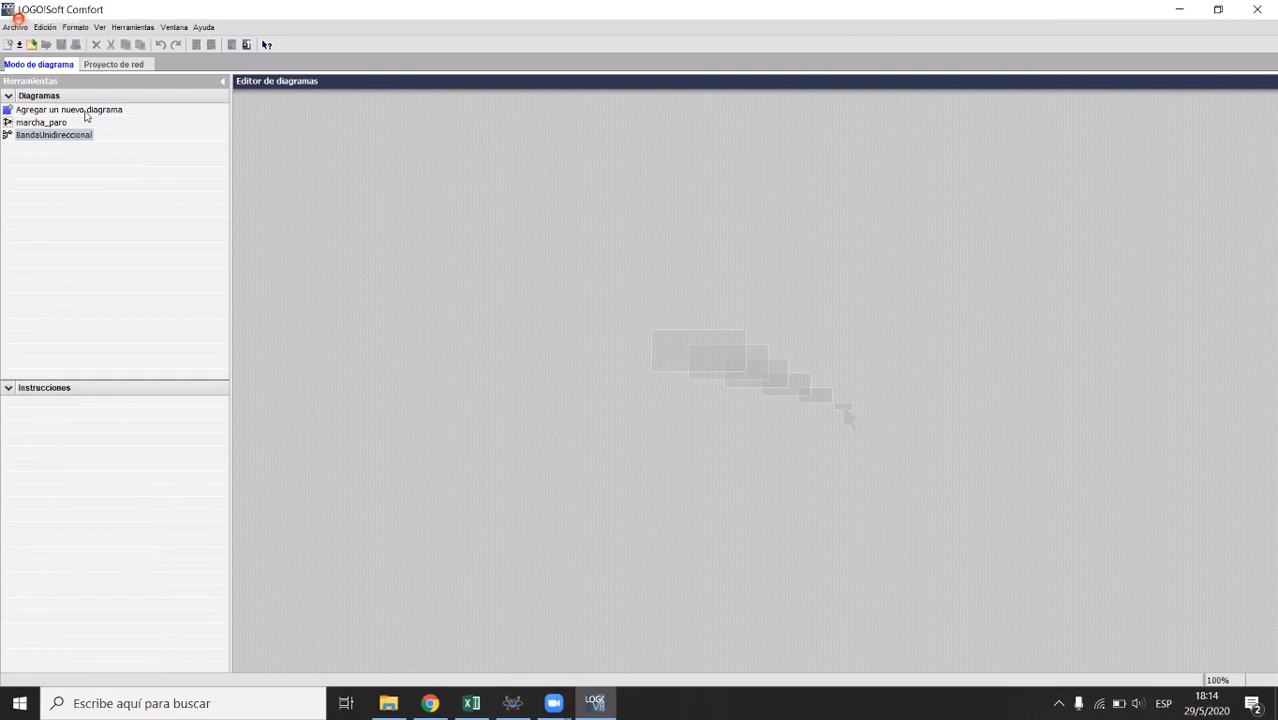 LOGO!Soft Comfort
Archivo Edición Formato Ver Herramientas Ventana Ayuda
Modo de diagrama Proyecto de red
Herramientas
Editor de diagramas
Diagramas
Agregar un nuevo diagrama
marcha_paro
BandaUnidireccional
Instrucciones
100%
Escribe aquí para buscar
ESP
18:14
29/5/2020
2